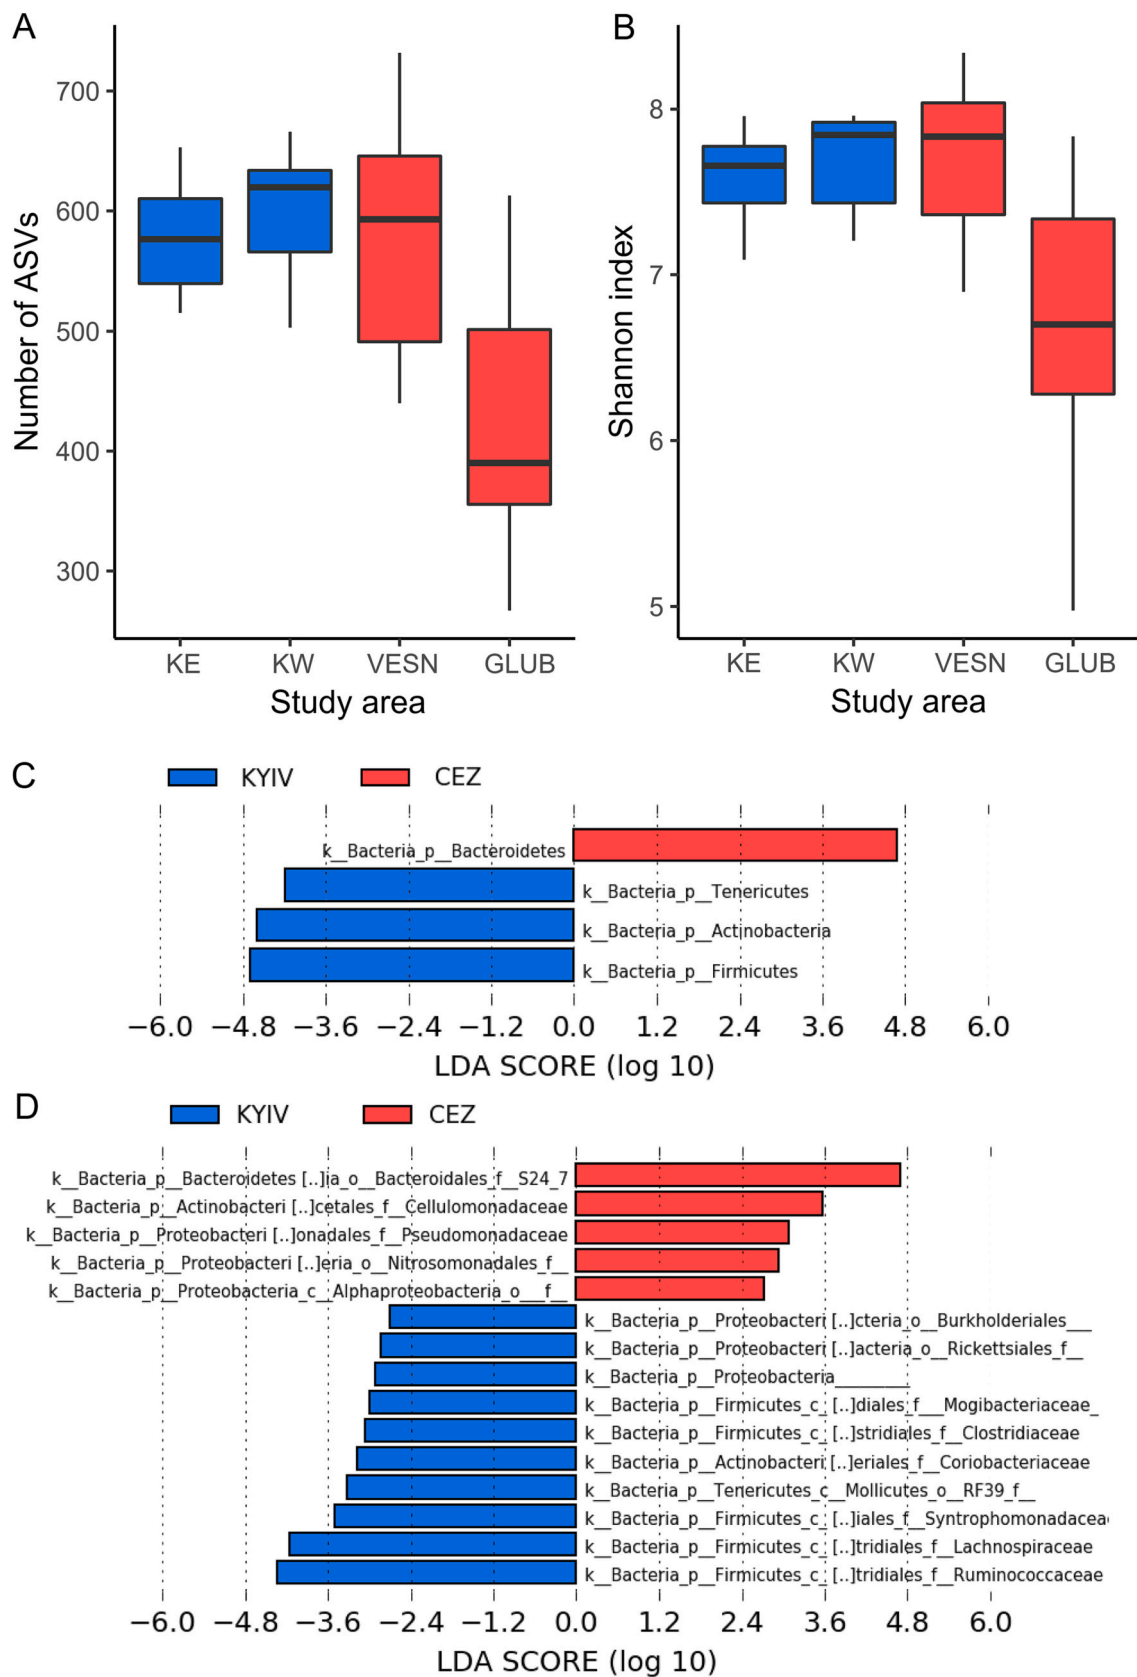 A
B
700
600
500
400
300
Number of ASVs
KE KW VESN GLUB
Study area
8
7
6
5
Shannon index
KE KW VESN GLUB
Study area
C
KYIV CEZ
k__Bacteria_p__Bacteroidetes
k__Bacteria_p__Tenericutes
k__Bacteria_p__Actinobacteria
k__Bacteria_p__Firmicutes
−6.0 −4.8 −3.6 −2.4 −1.2 0.0 1.2 2.4 3.6 4.8 6.0
LDA SCORE (log 10)
D
KYIV CEZ
k__Bacteria_p__Bacteroidetes [..]ia_o__Bacteroidales_f__S24_7
k__Bacteria_p__Actinobacteri [..]cetales_f__Cellulomonadaceae
k__Bacteria_p__Proteobacteri [..]onadales_f__Pseudomonadaceae
k__Bacteria_p__Proteobacteri [..]eria_o__Nitrosomonadales_f__
k__Bacteria_p__Proteobacteria_c__Alphaproteobacteria_o___f__
k__Bacteria_p__Proteobacteri [..]cteria_o__Burkholderiales___
k__Bacteria_p__Proteobacteri [..]acteria_o__Rickettsiales_f__
k__Bacteria_p__Proteobacteria_________
k__Bacteria_p__Firmicutes_c_ [..]diales_f___Mogibacteriaceae_
k__Bacteria_p__Firmicutes_c_ [..]stridiales_f__Clostridiaceae
k__Bacteria_p__Actinobacteri [..]eriales_f__Coriobacteriaceae
k__Bacteria_p__Tenericutes_c__Mollicutes_o__RF39_f__
k__Bacteria_p__Firmicutes_c_ [..]iales_f__Syntrophomonadacea
k__Bacteria_p__Firmicutes_c_ [..]tridiales_f__Lachnospiraceae
k__Bacteria_p__Firmicutes_c_ [..]tridiales_f__Ruminococcaceae
−6.0 −4.8 −3.6 −2.4 −1.2 0.0 1.2 2.4 3.6 4.8 6.0
LDA SCORE (log 10)